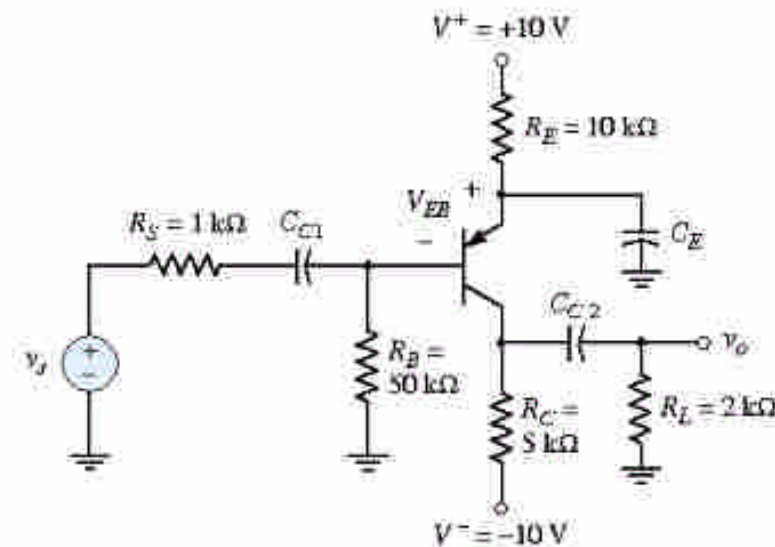 V⁺ = +10 V
R_E = 10 kΩ
V_EB
+
−
R_S = 1 kΩ
C_C1
C_E
C_C2
v_s
+
−
R_B =
50 kΩ
v_o
R_C =
5 kΩ
R_L = 2 kΩ
V⁻ = −10 V